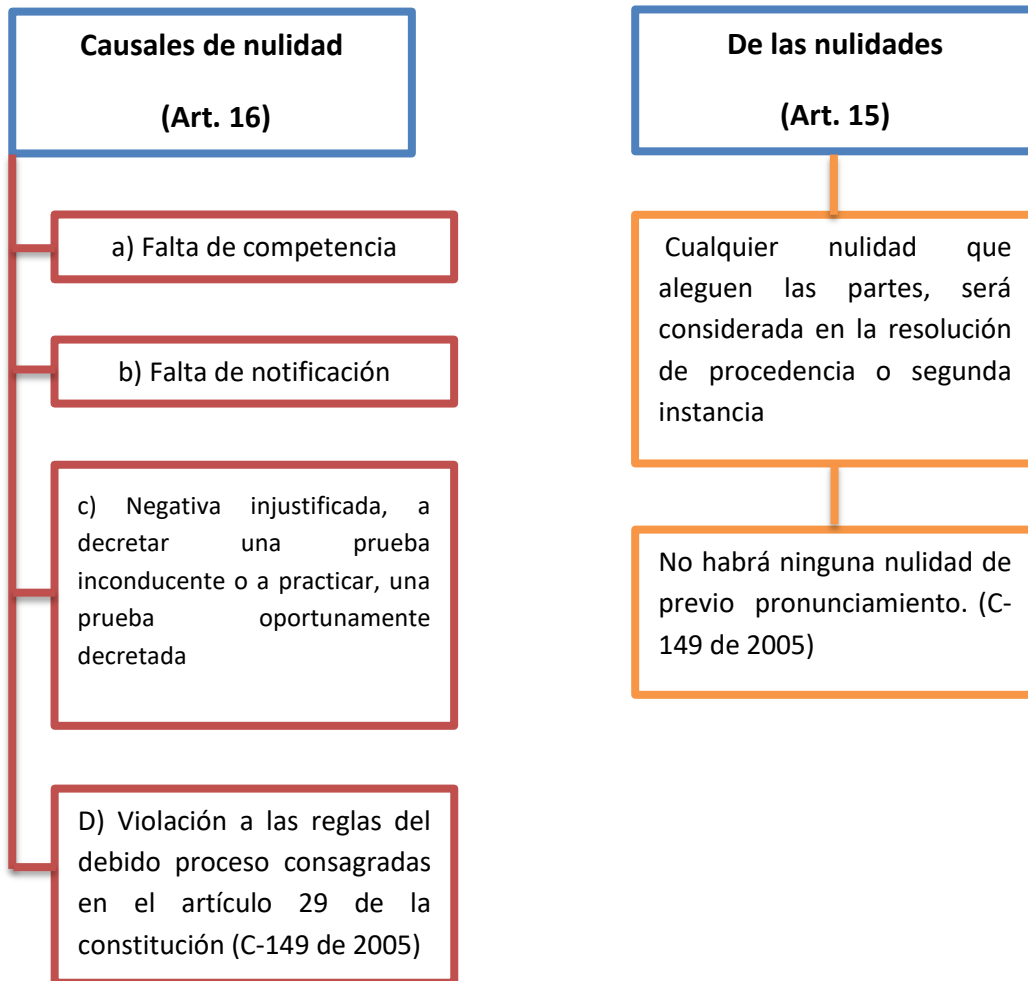 Causales de nulidad
(Art. 16)
a) Falta de competencia
b) Falta de notificación
c) Negativa injustificada, a
decretar una prueba
inconducente o a practicar, una
prueba oportunamente
decretada
D) Violación a las reglas del
debido proceso consagradas
en el artículo 29 de la
constitución (C-149 de 2005)
De las nulidades
(Art. 15)
Cualquier nulidad que
aleguen las partes, será
considerada en la resolución
de procedencia o segunda
instancia
No habrá ninguna nulidad de
previo pronunciamiento. (C-
149 de 2005)